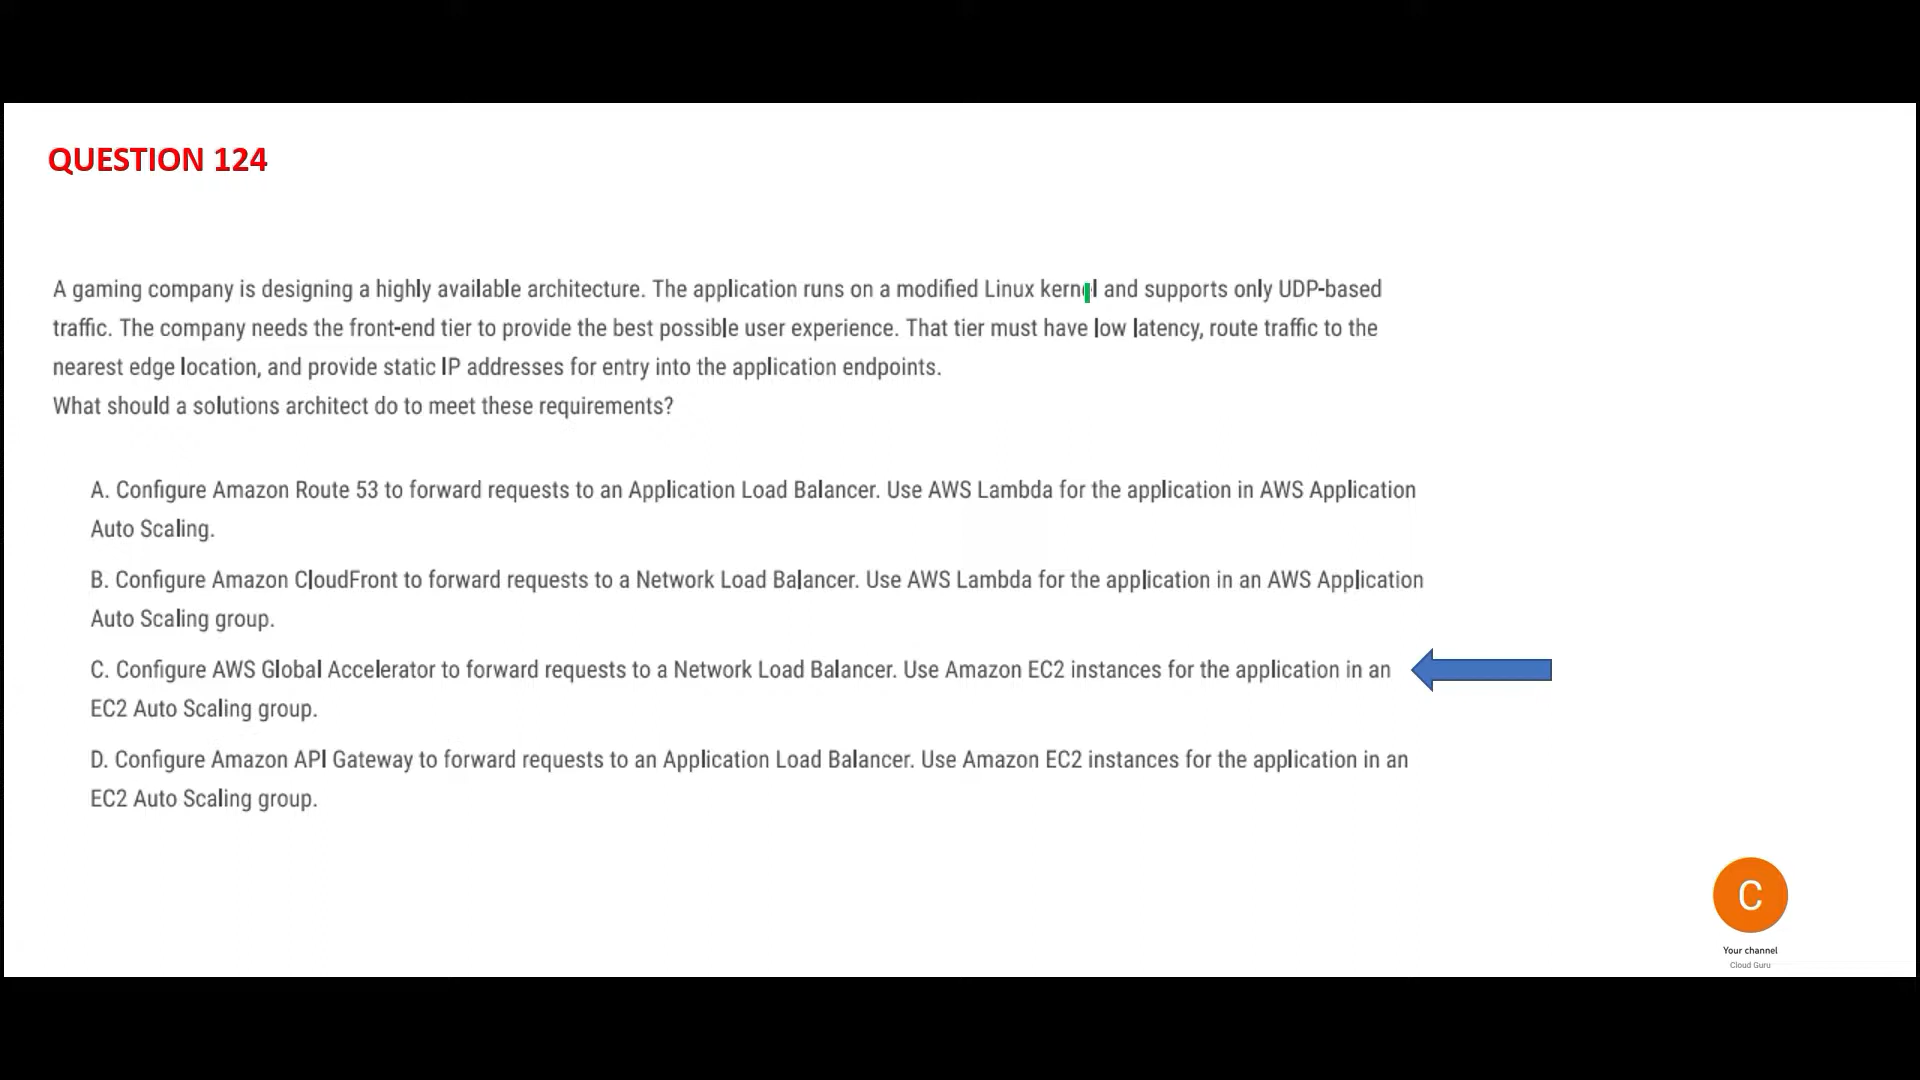 QUESTION 124
A gaming company is designing a highly available architecture. The application runs on a modified Linux kernel and supports only UDP-based
traffic. The company needs the front-end tier to provide the best possible user experience. That tier must have low latency, route traffic to the
nearest edge location, and provide static IP addresses for entry into the application endpoints.
What should a solutions architect do to meet these requirements?
A. Configure Amazon Route 53 to forward requests to an Application Load Balancer. Use AWS Lambda for the application in AWS Application
Auto Scaling.
B. Configure Amazon CloudFront to forward requests to a Network Load Balancer. Use AWS Lambda for the application in an AWS Application
Auto Scaling group.
C. Configure AWS Global Accelerator to forward requests to a Network Load Balancer. Use Amazon EC2 instances for the application in an
EC2 Auto Scaling group.
D. Configure Amazon API Gateway to forward requests to an Application Load Balancer. Use Amazon EC2 instances for the application in an
EC2 Auto Scaling group.
C
Your channel
Cloud Guru